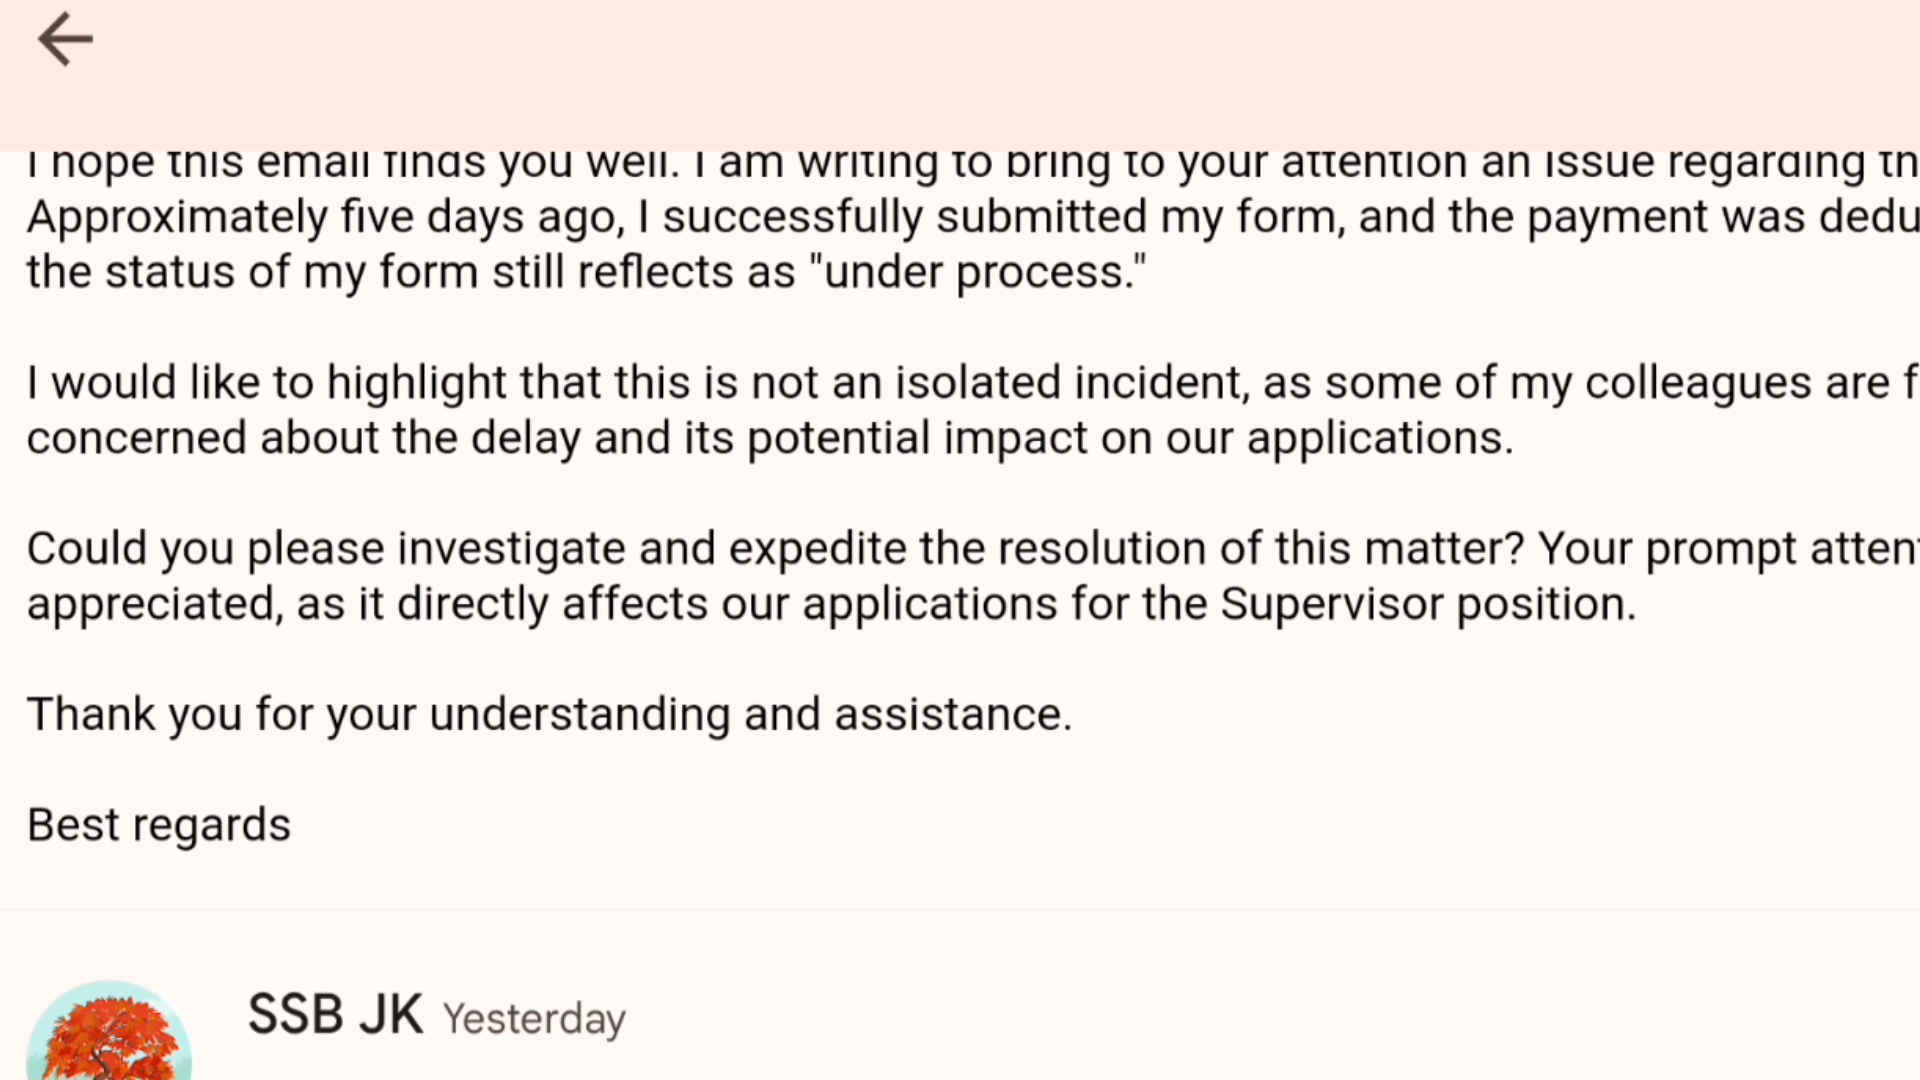 I hope this email finds you well. I am writing to bring to your attention an issue regarding
Approximately five days ago, I successfully submitted my form, and the payment was
the status of my form still reflects as "under process."
I would like to highlight that this is not an isolated incident, as some of my colleagues are
concerned about the delay and its potential impact on our applications.
Could you please investigate and expedite the resolution of this matter? Your prompt
appreciated, as it directly affects our applications for the Supervisor position.
Thank you for your understanding and assistance.
Best regards
SSB JK Yesterday